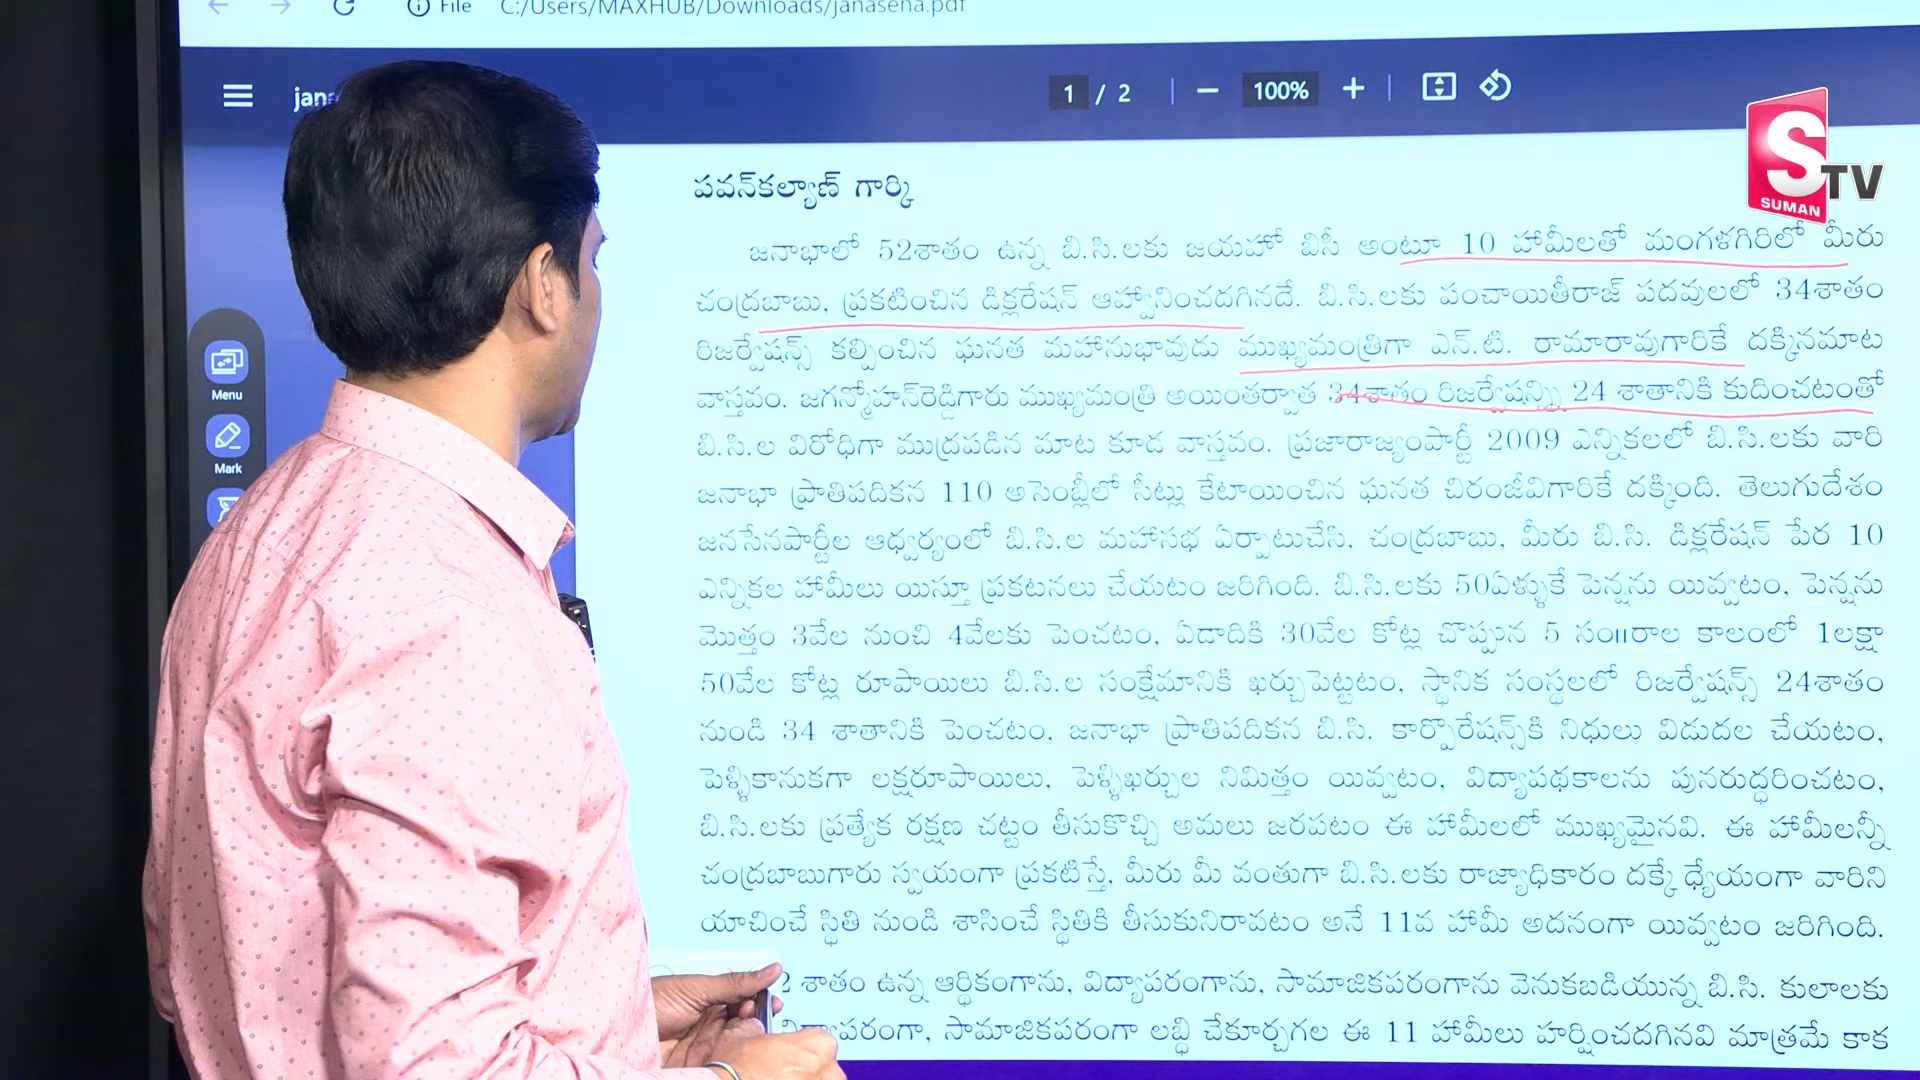 File C:/Users/MAXHUB/Downloads/janasena.pdf
1 / 2 100%
S TV SUMAN
Menu
Mark
పవన్‌కల్యాణ్ గార్కి
జనాభాలో 52శాతం ఉన్న బి.సి.లకు జయహో బిసీ అంటూ 10 హామీలతో మంగళగిరిలో మీరు
చంద్రబాబు, ప్రకటించిన డిక్లరేషన్ ఆహ్వానించదగినదే. బి.సి.లకు పంచాయితీరాజ్ పదవులలో 34శాతం
రిజర్వేషన్స్ కల్పించిన ఘనత మహానుభావుడు ముఖ్యమంత్రిగా ఎన్.టి. రామారావుగారికే దక్కినమాట
వాస్తవం. జగన్మోహన్‌రెడ్డిగారు ముఖ్యమంత్రి అయింతర్వాత 34శాతం రిజర్వేషన్ని 24 శాతానికి కుదించటంతో
బి.సి.ల విరోధిగా ముద్రపడిన మాట కూడ వాస్తవం. ప్రజారాజ్యంపార్టీ 2009 ఎన్నికలలో బి.సి.లకు వారి
జనాభా ప్రాతిపదికన 110 అసెంబ్లీలో సీట్లు కేటాయించిన ఘనత చిరంజీవిగారికే దక్కింది. తెలుగుదేశం
జనసేనపార్టీల ఆధ్వర్యంలో బి.సి.ల మహాసభ ఏర్పాటుచేసి, చంద్రబాబు, మీరు బి.సి. డిక్లరేషన్ పేర 10
ఎన్నికల హామీలు యిస్తూ ప్రకటనలు చేయటం జరిగింది. బి.సి.లకు 50ఏళ్ళుకే పెన్షను యివ్వటం, పెన్షను
మొత్తం 3వేల నుంచి 4వేలకు పెంచటం, ఏడాదికి 30వేల కోట్ల చొప్పున 5 సం॥రాల కాలంలో 1లక్షా
50వేల కోట్ల రూపాయిలు బి.సి.ల సంక్షేమానికి ఖర్చుపెట్టటం, స్థానిక సంస్థలలో రిజర్వేషన్స్ 24శాతం
నుండి 34 శాతానికి పెంచటం, జనాభా ప్రాతిపదికన బి.సి. కార్పొరేషన్స్‌కి నిధులు విడుదల చేయటం,
పెళ్ళికానుకగా లక్షరూపాయిలు, పెళ్ళిఖర్చుల నిమిత్తం యివ్వటం, విద్యాపథకాలను పునరుద్ధరించటం,
బి.సి.లకు ప్రత్యేక రక్షణ చట్టం తీసుకొచ్చి అమలు జరపటం ఈ హామీలలో ముఖ్యమైనవి. ఈ హామీలన్నీ
చంద్రబాబుగారు స్వయంగా ప్రకటిస్తే, మీరు మీ వంతుగా బి.సి.లకు రాజ్యాధికారం దక్కే ధ్యేయంగా వారిని
యాచించే స్థితి నుండి శాసించే స్థితికి తీసుకునిరావటం అనే 11వ హామీ అదనంగా యివ్వటం జరిగింది.
2 శాతం ఉన్న ఆర్థికంగాను, విద్యాపరంగాను, సామాజికపరంగాను వెనుకబడియున్న బి.సి. కులాలకు
సామాజికపరంగా లబ్ధి చేకూర్చగల ఈ 11 హామీలు హర్షించదగినవి మాత్రమే కాక